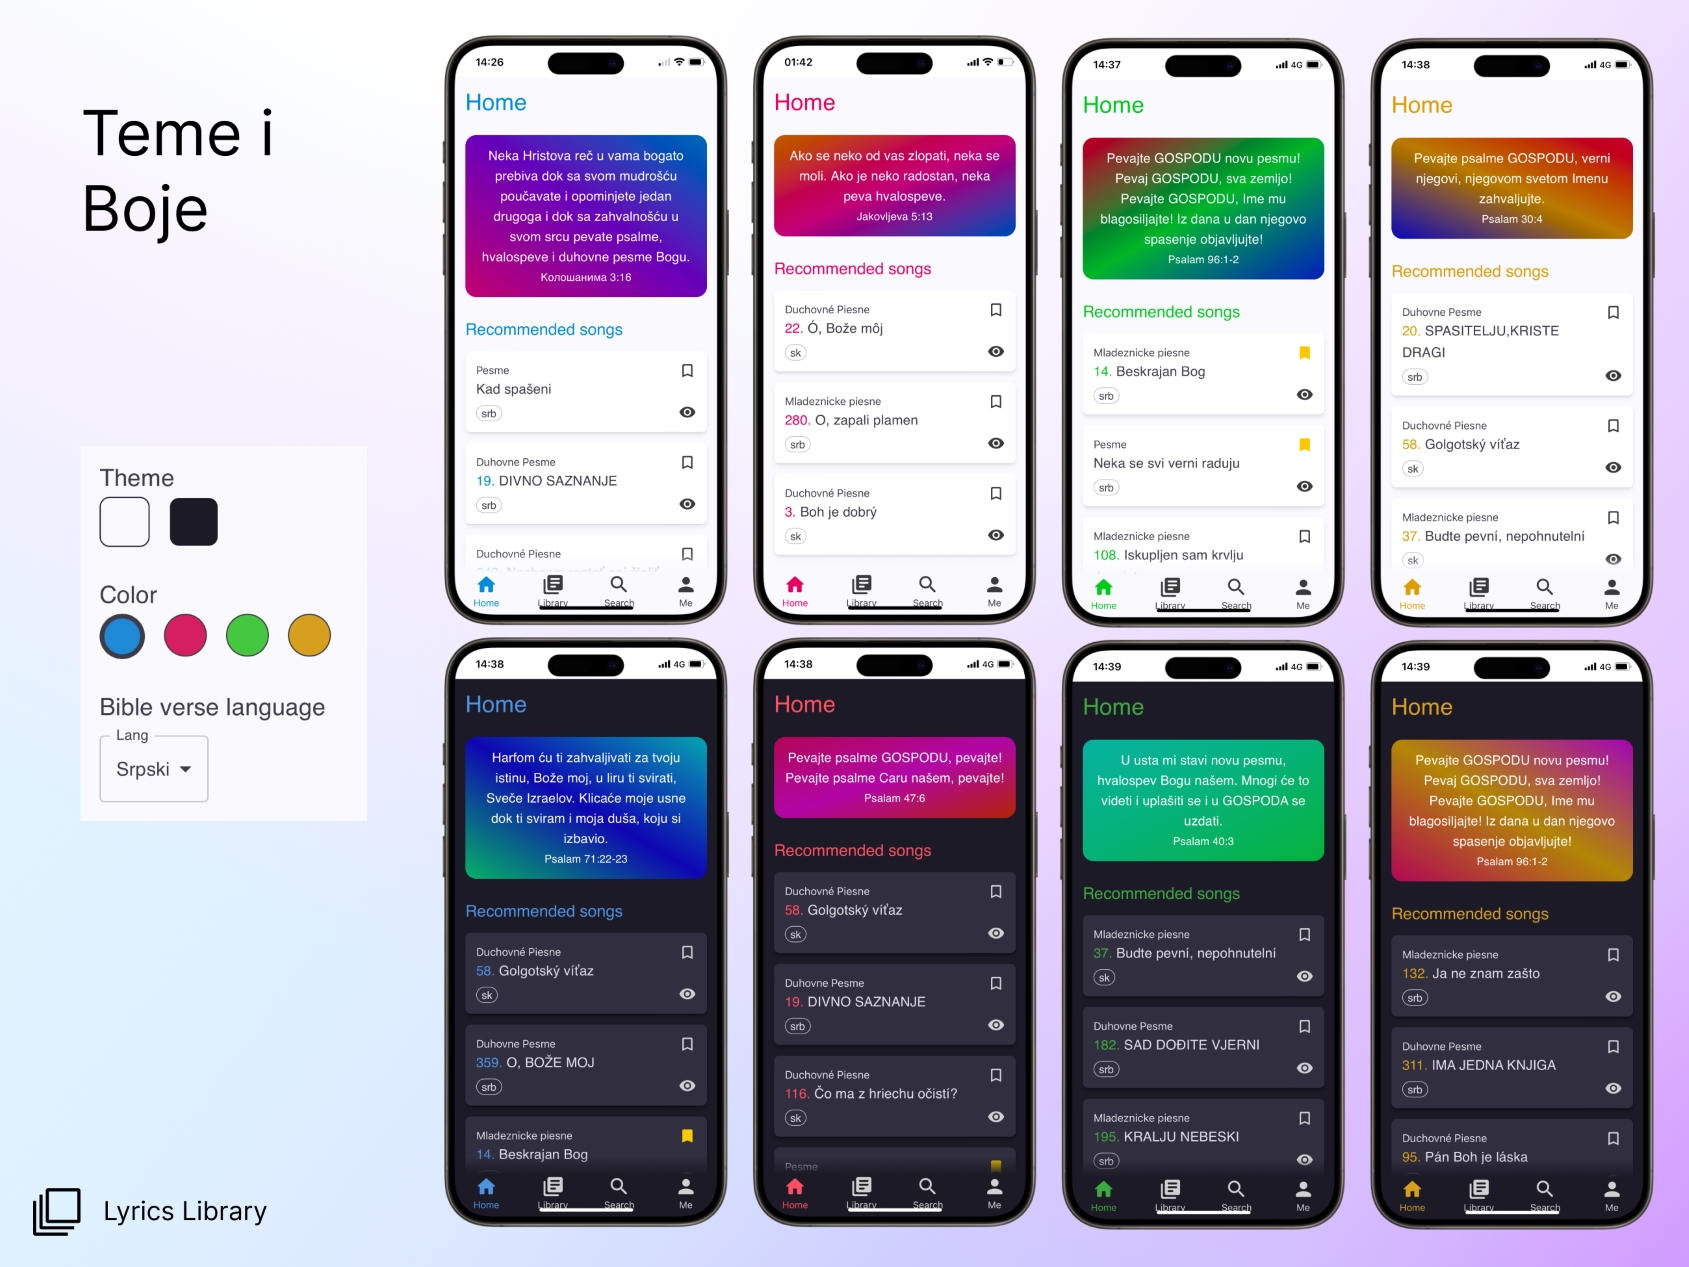 Teme i
Boje
Theme
Color
Bible verse language
Lang
Srpski
Lyrics Library
14:26
Home
Neka Hristova reč u vama bogato
prebiva dok sa svom mudrošću
poučavate i opominjete jedan
drugoga i dok sa zahvalnošću u
svom srcu pevate psalme,
hvalospeve i duhovne pesme Bogu.
Колошанима 3:16
Recommended songs
Pesme
Kad spašeni
srb
Duhovne Pesme
19. DIVNO SAZNANJE
srb
Duchovné Piesne
Home Library Search Me
01:42
Home
Ako se neko od vas zlopati, neka se
moli. Ako je neko radostan, neka
peva hvalospeve.
Jakovljeva 5:13
Recommended songs
Duchovné Piesne
22. Ó, Bože môj
sk
Mladeznicke piesne
280. O, zapali plamen
srb
Duchovné Piesne
3. Boh je dobrý
sk
Home Library Search Me
14:37
4G
Home
Pevajte GOSPODU novu pesmu!
Pevaj GOSPODU, sva zemljo!
Pevajte GOSPODU, Ime mu
blagosiljajte! Iz dana u dan njegovo
spasenje objavljujte!
Psalam 96:1-2
Recommended songs
Mladeznicke piesne
14. Beskrajan Bog
srb
Pesme
Neka se svi verni raduju
srb
Mladeznicke piesne
108. Iskupljen sam krvlju
Home Library Search Me
14:38
4G
Home
Pevajte psalme GOSPODU, verni
njegovi, njegovom svetom Imenu
zahvaljujte.
Psalam 30:4
Recommended songs
Duhovne Pesme
20. SPASITELJU,KRISTE
DRAGI
srb
Duchovné Piesne
58. Golgotský víťaz
sk
Mladeznicke piesne
37. Budte pevní, nepohnutelní
sk
Home Library Search Me
14:38
4G
Home
Harfom ću ti zahvaljivati za tvoju
istinu, Bože moj, u liru ti svirati,
Sveče Izraelov. Klicaće moje usne
dok ti sviram i moja duša, koju si
izbavio.
Psalam 71:22-23
Recommended songs
Duchovné Piesne
58. Golgotský víťaz
sk
Duhovne Pesme
359. O, BOŽE MOJ
srb
Mladeznicke piesne
14. Beskrajan Bog
Home Library Search Me
14:38
4G
Home
Pevajte psalme GOSPODU, pevajte!
Pevajte psalme Caru našem, pevajte!
Psalam 47:6
Recommended songs
Duchovné Piesne
58. Golgotský víťaz
sk
Duhovne Pesme
19. DIVNO SAZNANJE
srb
Duchovné Piesne
116. Čo ma z hriechu očistí?
sk
Pesme
Home Library Search Me
14:39
4G
Home
U usta mi stavi novu pesmu,
hvalospev Bogu našem. Mnogi će to
videti i uplašiti se i u GOSPODA se
uzdati.
Psalam 40:3
Recommended songs
Mladeznicke piesne
37. Budte pevní, nepohnutelní
sk
Duhovne Pesme
182. SAD DOĐITE VJERNI
srb
Mladeznicke piesne
195. KRALJU NEBESKI
srb
Home Library Search Me
14:39
4G
Home
Pevajte GOSPODU novu pesmu!
Pevaj GOSPODU, sva zemljo!
Pevajte GOSPODU, Ime mu
blagosiljajte! Iz dana u dan njegovo
spasenje objavljujte!
Psalam 96:1-2
Recommended songs
Mladeznicke piesne
132. Ja ne znam zašto
srb
Duhovne Pesme
311. IMA JEDNA KNJIGA
srb
Duchovné Piesne
95. Pán Boh je láska
Home Library Search Me